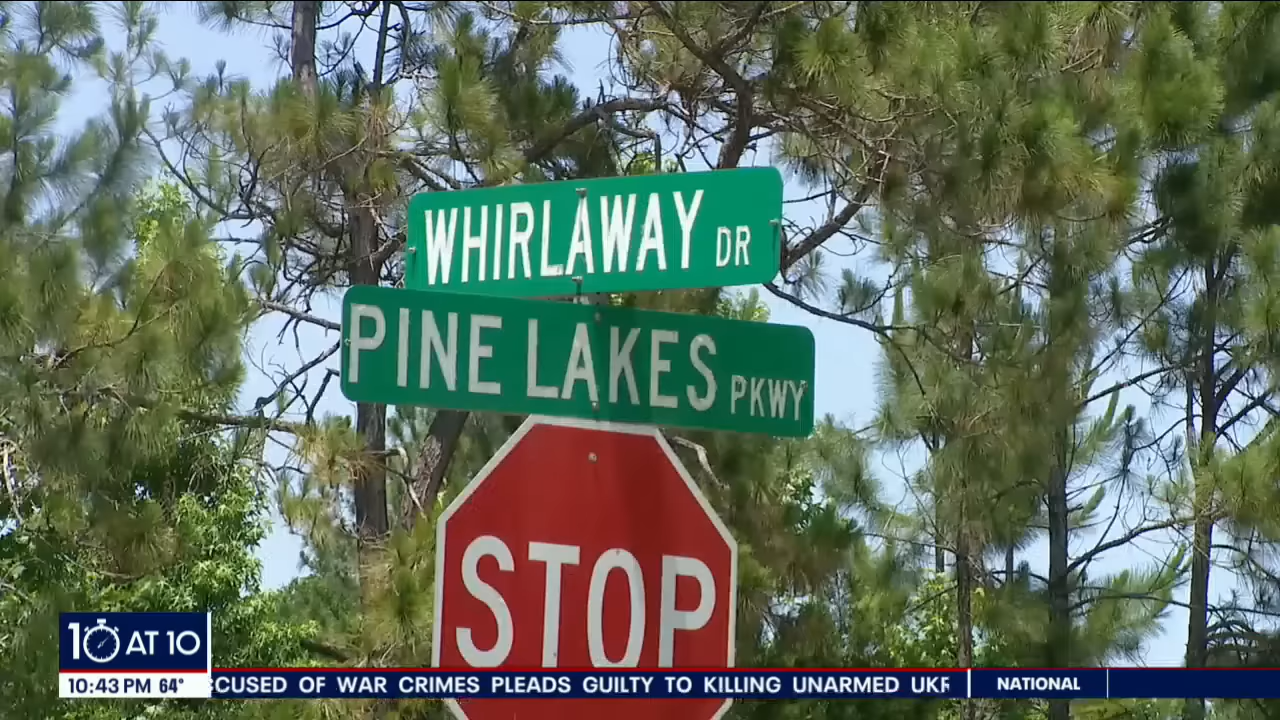 WHIRLAWAY DR
PINE LAKES PKWY
STOP
10 AT 10
10:43 PM 64°
CUSED OF WAR CRIMES PLEADS GUILTY TO KILLING UNARMED UKR
NATIONAL